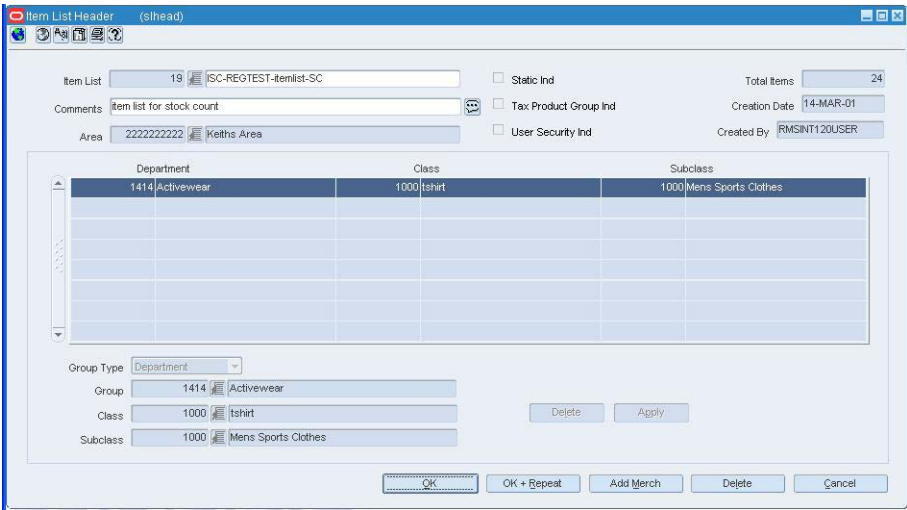 Item List Header (slhead)
Item List 19 ISC-REGTEST-itemlist-SC Static Ind Total Items 24
Comments item list for stock count Tax Product Group Ind Creation Date 14-MAR-01
Area 2222222222 Keiths Area User Security Ind Created By RMSINT120USER
Department Class Subclass
1414 Activewear 1000 tshirt 1000 Mens Sports Clothes
Group Type Department
Group 1414 Activewear
Class 1000 tshirt Delete Apply
Subclass 1000 Mens Sports Clothes
OK OK + Repeat Add Merch Delete Cancel